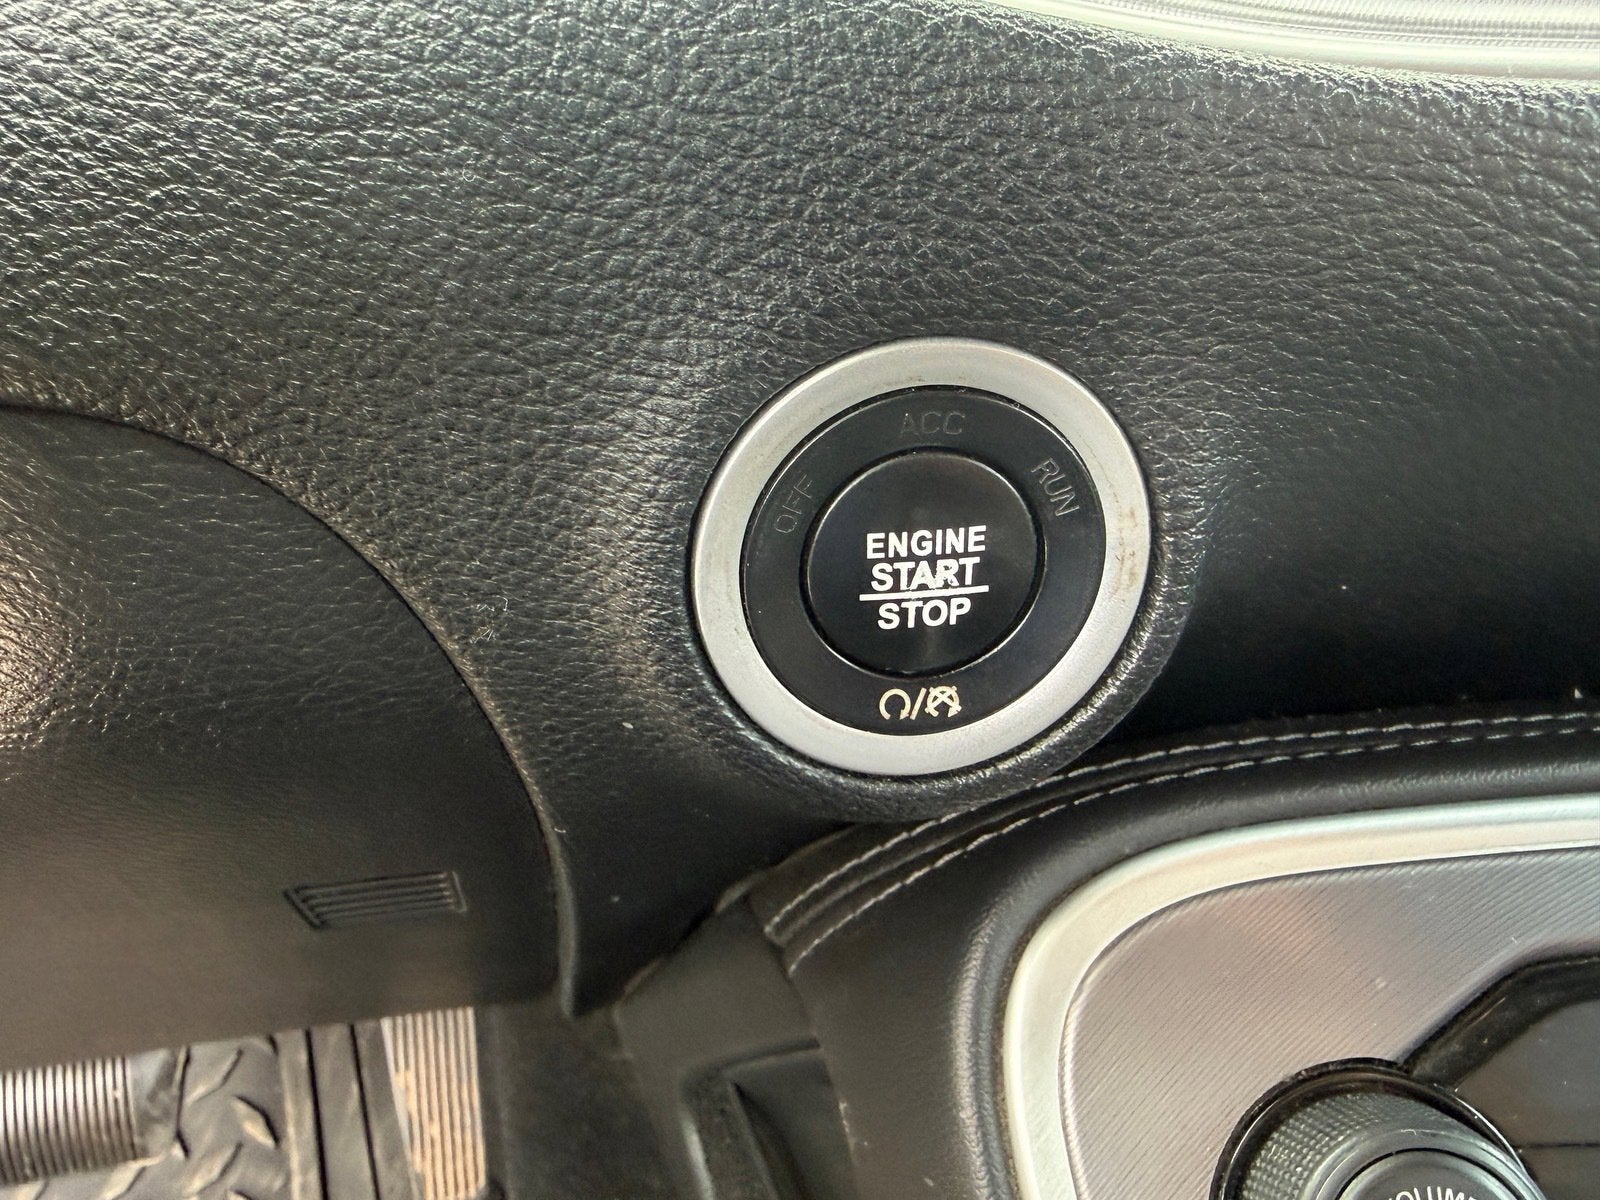 OFF
ACC
RUN
ENGINE
START
STOP